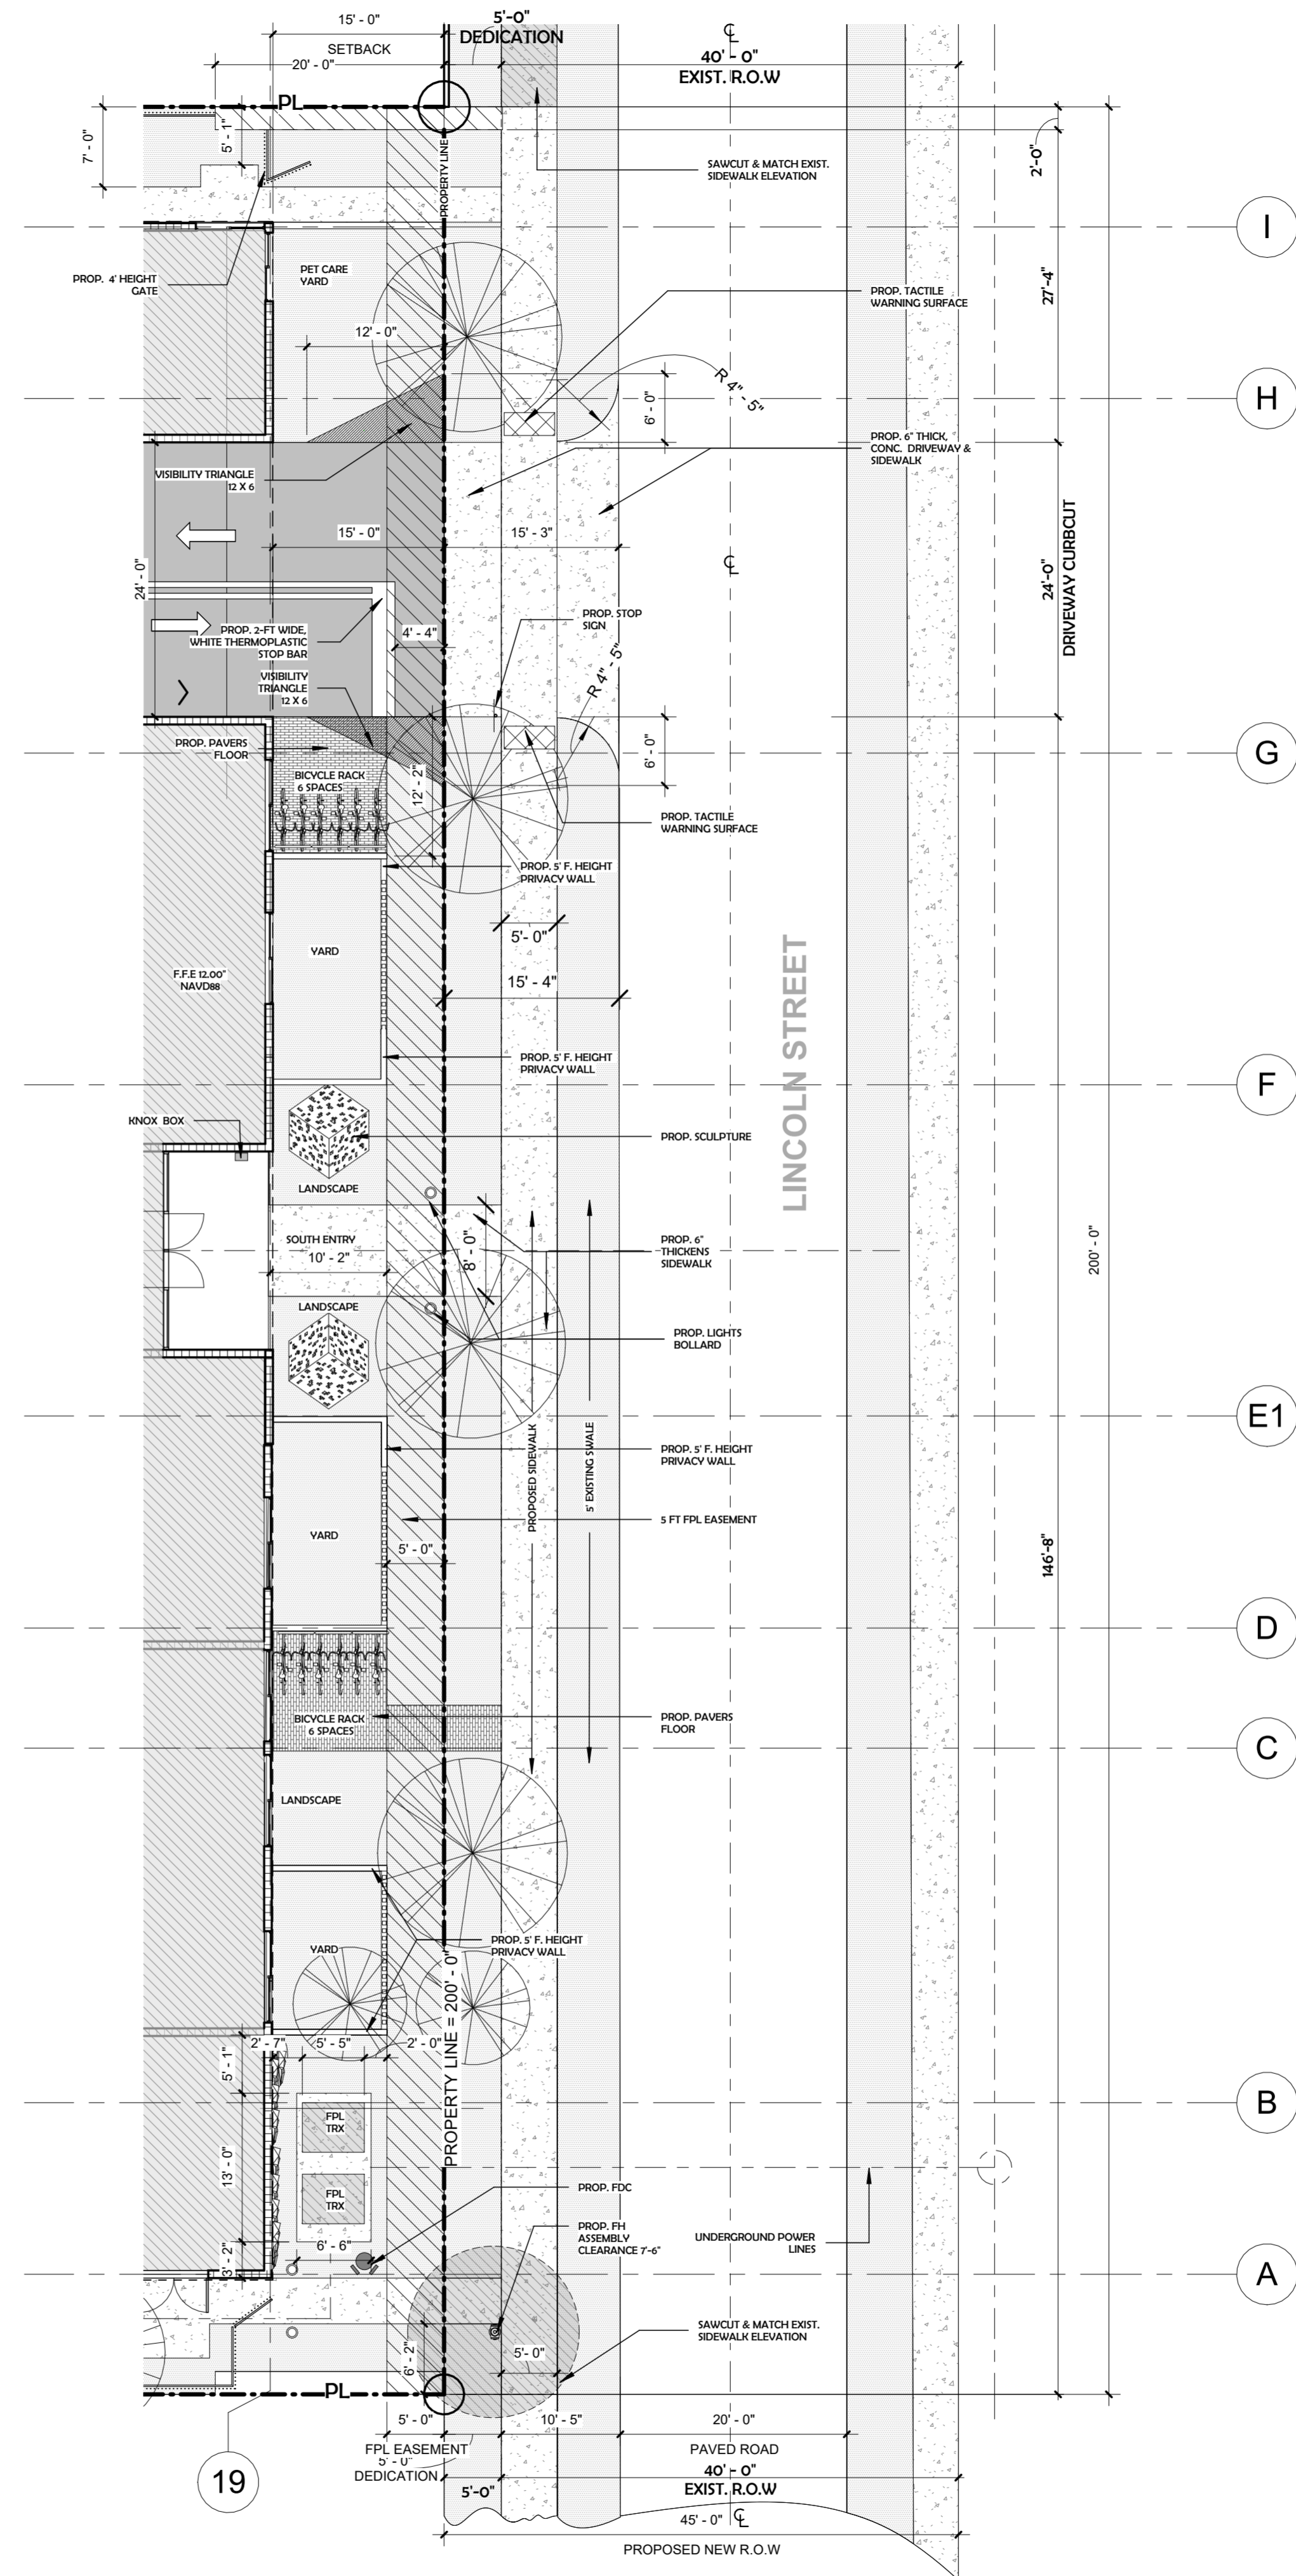 15' - 0"
SETBACK
20' - 0"
5'-0"
DEDICATION
℄
40' - 0"
EXIST. R.O.W
PL
7' - 0"
5' - 1"
PROPERTY LINE
SAWCUT & MATCH EXIST.
SIDEWALK ELEVATION
2'-0"
I
PROP. 4' HEIGHT
GATE
PET CARE
YARD
12' - 0"
PROP. TACTILE
WARNING SURFACE
27'-4"
R 4" - 5"
6' - 0"
H
VISIBILITY TRIANGLE
12 X 6
PROP. 6" THICK,
CONC. DRIVEWAY &
SIDEWALK
15' - 0"
15' - 3"
24' - 0"
℄
24'-0"
DRIVEWAY CURBCUT
PROP. STOP
SIGN
PROP. 2-FT WIDE,
WHITE THERMOPLASTIC
STOP BAR
4' - 4"
R 4" - 5"
VISIBILITY
TRIANGLE
12 X 6
PROP. PAVERS
FLOOR
6' - 0"
G
BICYCLE RACK
6 SPACES
12' - 2"
PROP. TACTILE
WARNING SURFACE
PROP. 5' F. HEIGHT
PRIVACY WALL
5'- 0"
YARD
F.F.E 12.00"
NAVD88
15' - 4"
LINCOLN STREET
PROP. 5' F. HEIGHT
PRIVACY WALL
F
KNOX BOX
PROP. SCULPTURE
LANDSCAPE
SOUTH ENTRY
10' - 2"
8' - 0"
PROP. 6"
THICKENS
SIDEWALK
200' - 0"
LANDSCAPE
PROP. LIGHTS
BOLLARD
E1
PROPOSED SIDEWALK
5' EXISTING SWALE
PROP. 5' F. HEIGHT
PRIVACY WALL
5 FT FPL EASEMENT
YARD
5' - 0"
146'-8"
D
BICYCLE RACK
6 SPACES
PROP. PAVERS
FLOOR
C
LANDSCAPE
YARD
PROP. 5' F. HEIGHT
PRIVACY WALL
PROPERTY LINE = 200' - 0"
2' - 7"
5' - 5"
2' - 0"
5' - 1"
B
FPL
TRX
13' - 0"
FPL
TRX
PROP. FDC
PROP. FH
ASSEMBLY
CLEARANCE 7'-6"
UNDERGROUND POWER
LINES
6' - 6"
3' - 2"
A
SAWCUT & MATCH EXIST.
SIDEWALK ELEVATION
6' - 2"
5'- 0"
PL
19
5' - 0"
10' - 5"
20' - 0"
FPL EASEMENT
PAVED ROAD
5' - 0"
DEDICATION
5'-0"
40' - 0"
EXIST. R.O.W
45' - 0"
℄
PROPOSED NEW R.O.W